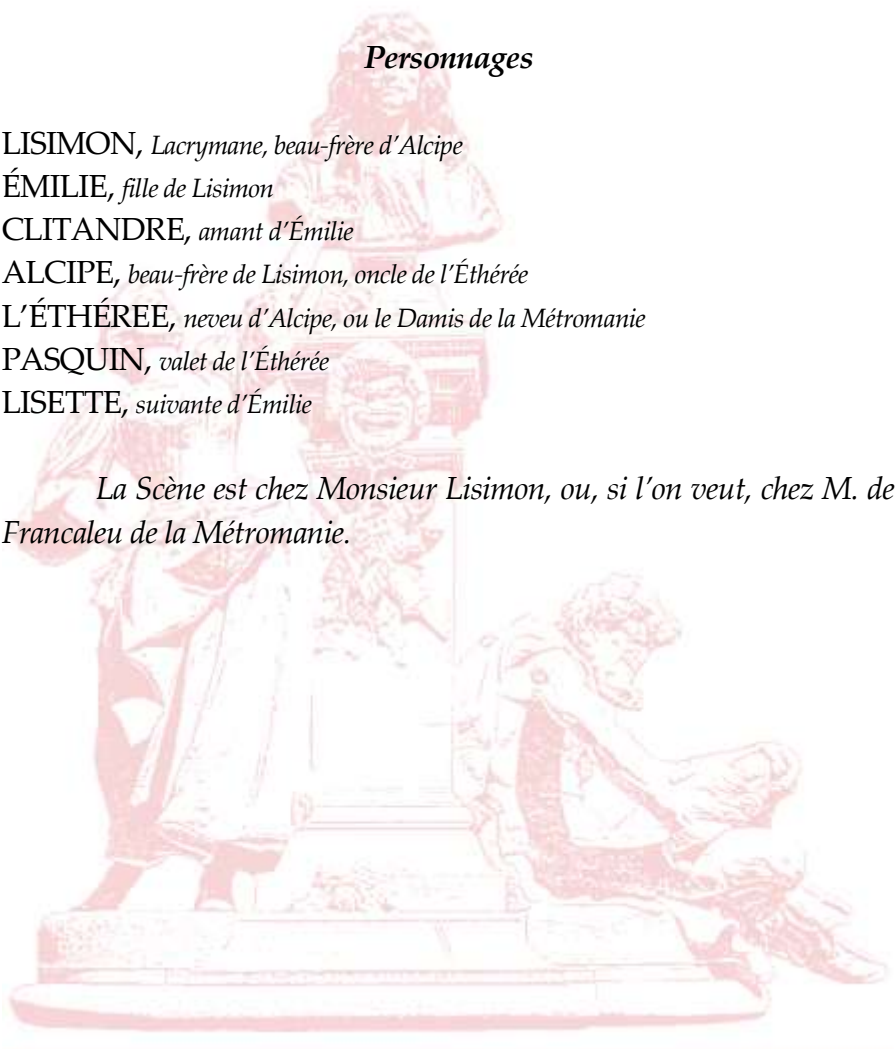 Personnages
LISIMON, Lacrymane, beau-frère d’Alcipe
ÉMILIE, fille de Lisimon
CLITANDRE, amant d’Émilie
ALCIPE, beau-frère de Lisimon, oncle de l’Éthérée
L’ÉTHÉREE, neveu d’Alcipe, ou le Damis de la Métromanie
PASQUIN, valet de l’Éthérée
LISETTE, suivante d’Émilie
La Scène est chez Monsieur Lisimon, ou, si l’on veut, chez M. de
Francaleu de la Métromanie.